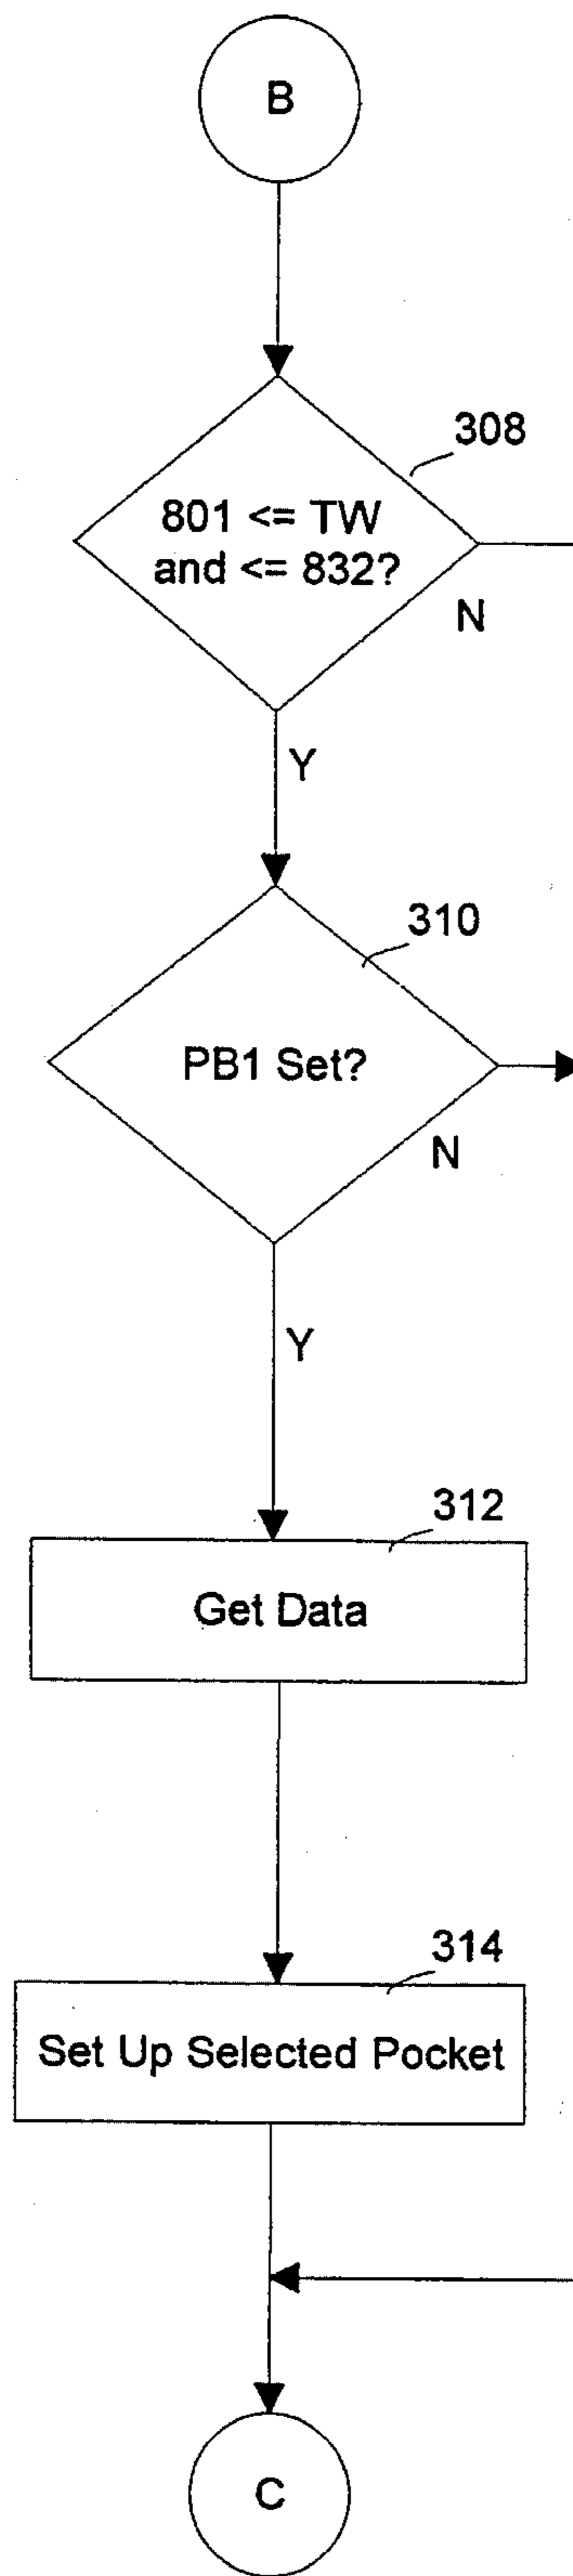 B
308
801 <= TW
and <= 832?
N
Y
310
PB1 Set?
N
Y
312
Get Data
314
Set Up Selected Pocket
C